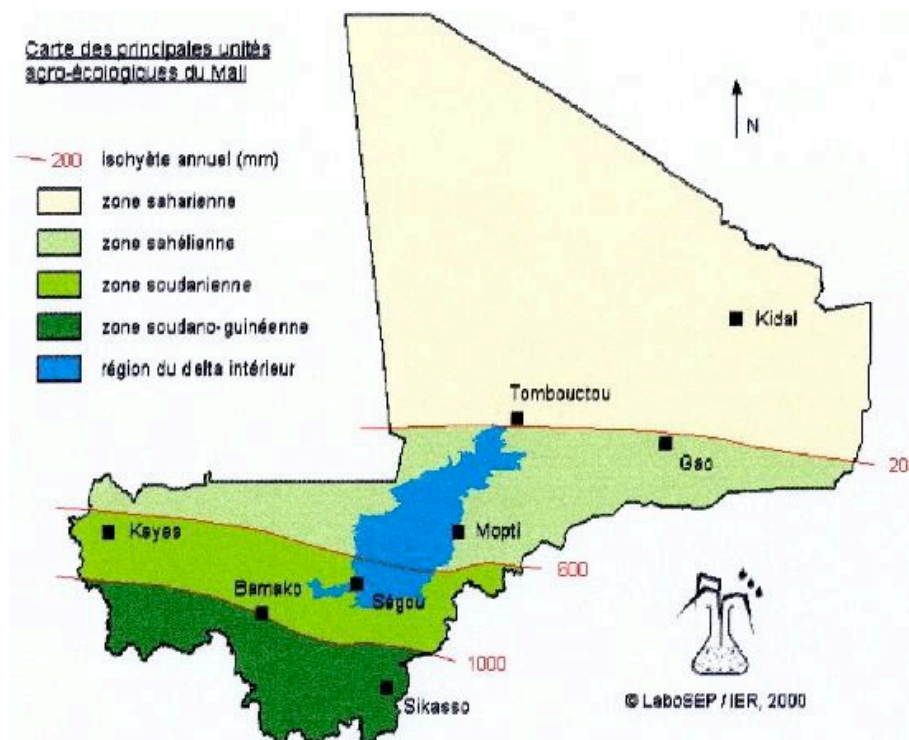 Carte des principales unités
agro-écologiques du Mali
200 isohyète annuel (mm)
zone saharienne
zone sahélienne
zone soudanienne
zone soudano-guinéenne
région du delta intérieur
N
Kidal
Tombouctou
Gao
20
Kayes
Mopti
600
Bamako
Ségou
1000
Sikasso
© LaboSEP / IER, 2000